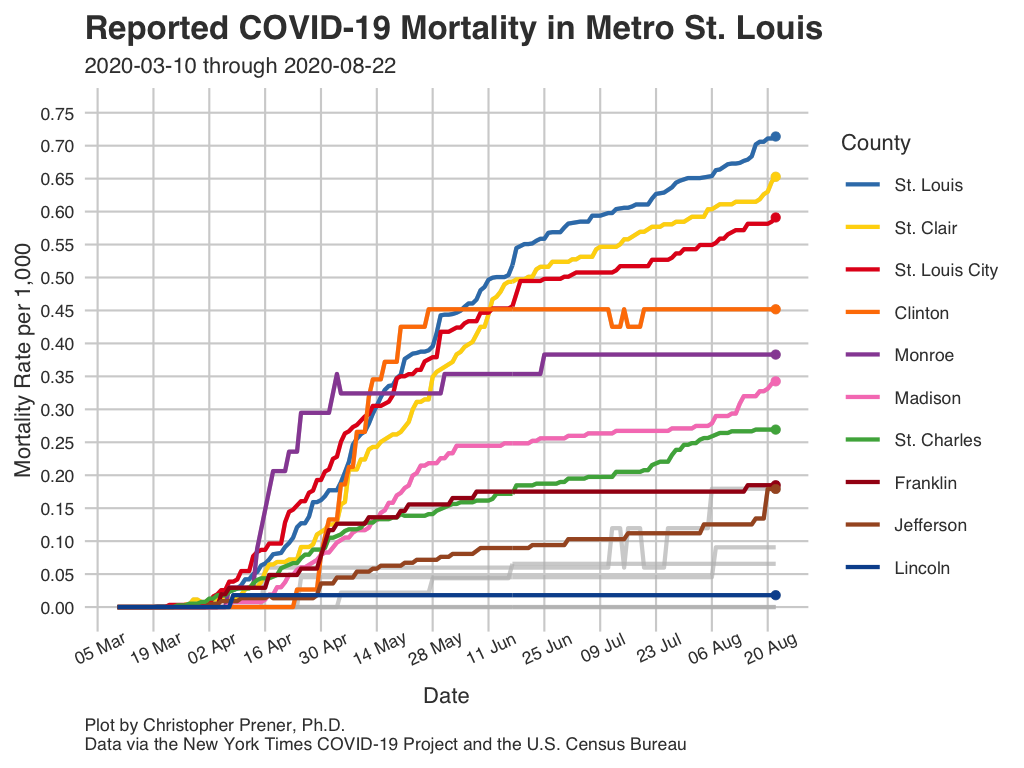 Reported COVID-19 Mortality in Metro St. Louis
2020-03-10 through 2020-08-22
Mortality Rate per 1,000
0.75
0.70
0.65
0.60
0.55
0.50
0.45
0.40
0.35
0.30
0.25
0.20
0.15
0.10
0.05
0.00
05 Mar
19 Mar
02 Apr
16 Apr
30 Apr
14 May
28 May
11 Jun
25 Jun
09 Jul
23 Jul
06 Aug
20 Aug
Date
County
St. Louis
St. Clair
St. Louis City
Clinton
Monroe
Madison
St. Charles
Franklin
Jefferson
Lincoln
Plot by Christopher Prener, Ph.D.
Data via the New York Times COVID-19 Project and the U.S. Census Bureau